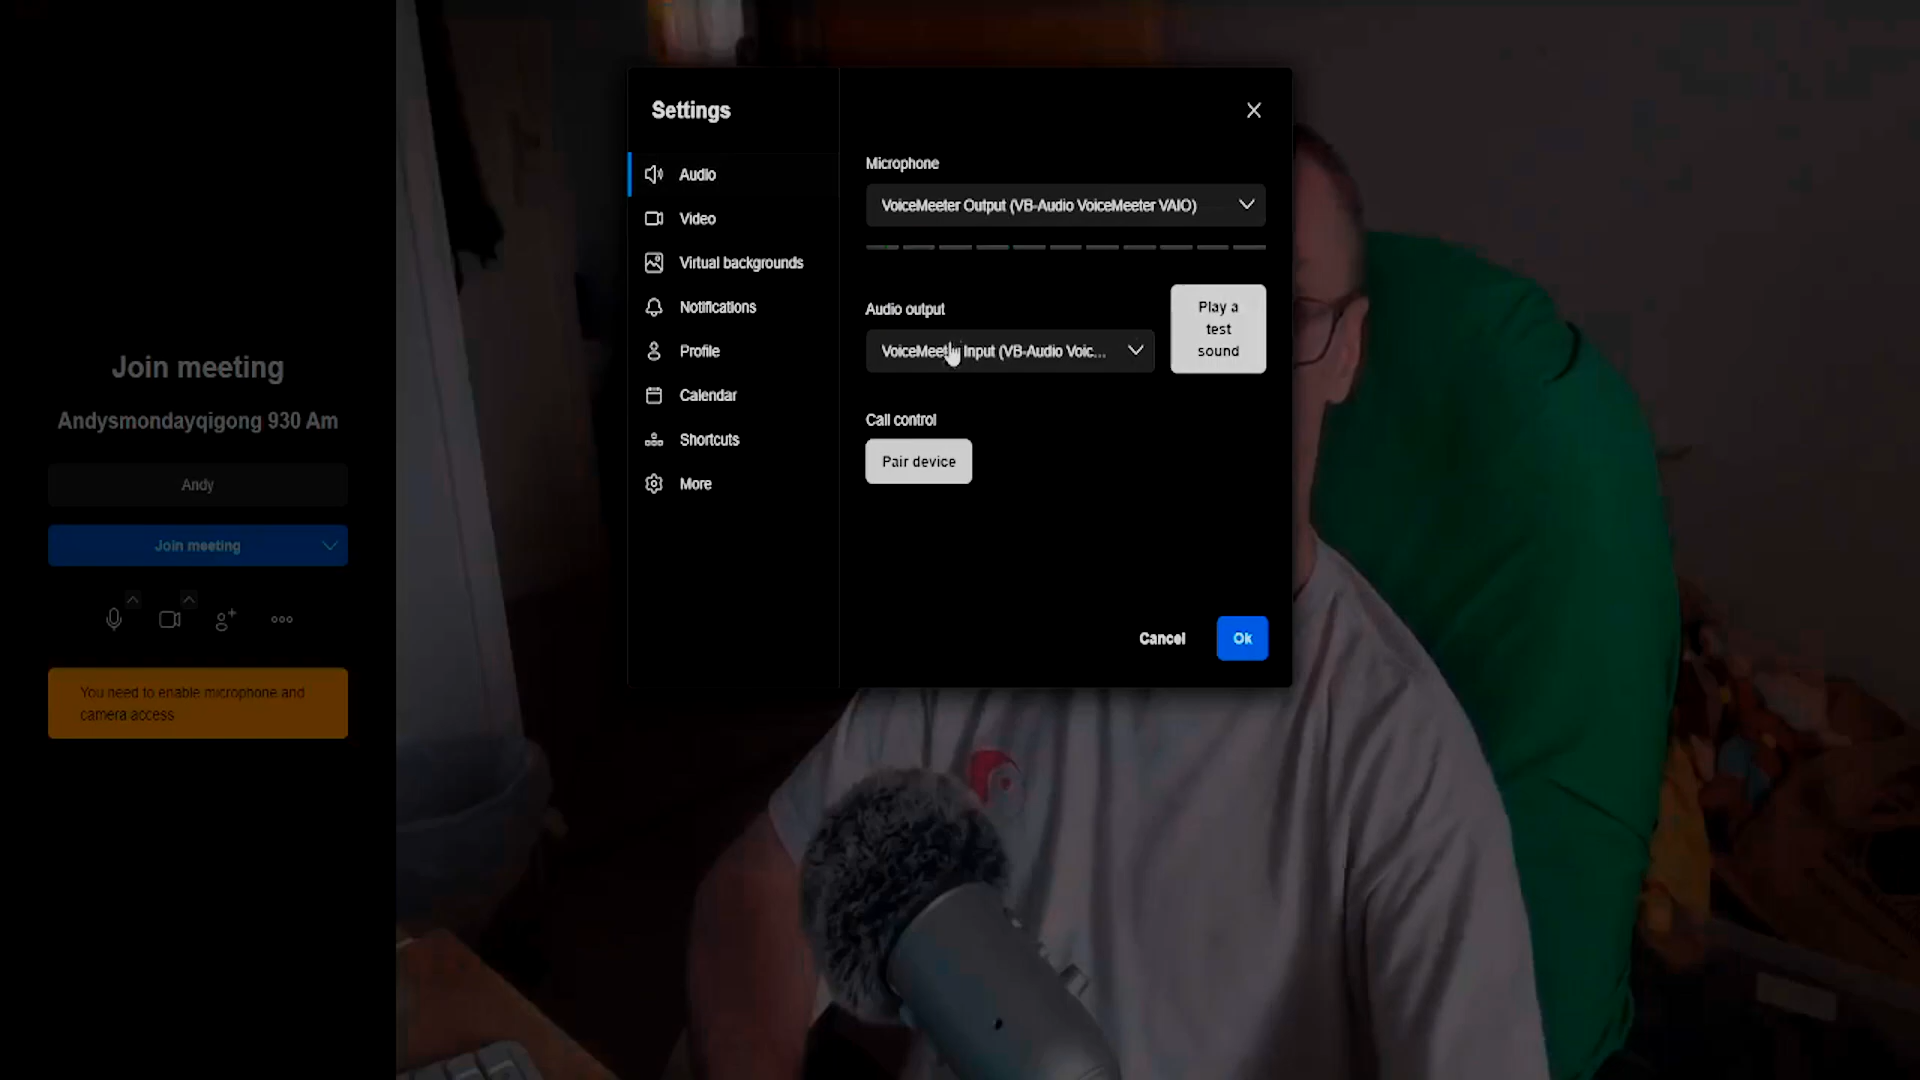 Settings
Audio
Video
Virtual backgrounds
Notifications
Profile
Calendar
Shortcuts
More
Microphone
VoiceMeeter Output (VB-Audio VoiceMeeter VAIO)
Audio output
VoiceMeeter Input (VB-Audio Voic...
Play a
test
sound
Call control
Pair device
Cancel
Ok
Join meeting
Andysmondayqigong 930 Am
Andy
Join meeting
You need to enable microphone and
camera access